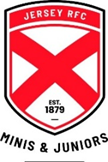 JERSEY RFC
EST.
1879
MINIS & JUNIORS